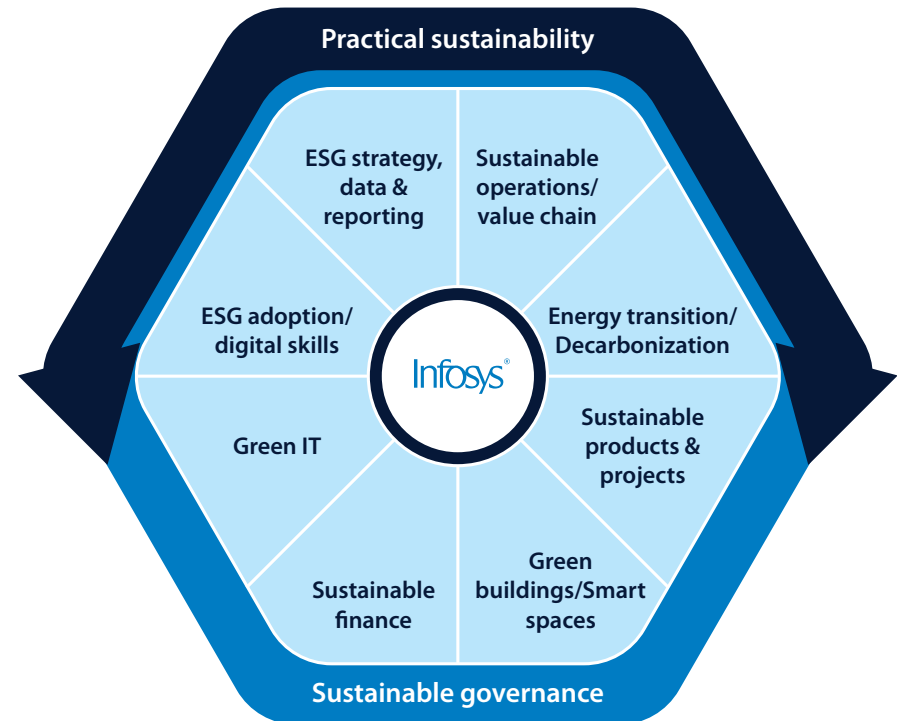 Practical sustainability
ESG strategy,
data &
reporting
Sustainable
operations/
value chain
ESG adoption/
digital skills
Energy transition/
Decarbonization
Infosys®
Green IT
Sustainable
products &
projects
Sustainable
finance
Green
buildings/Smart
spaces
Sustainable governance